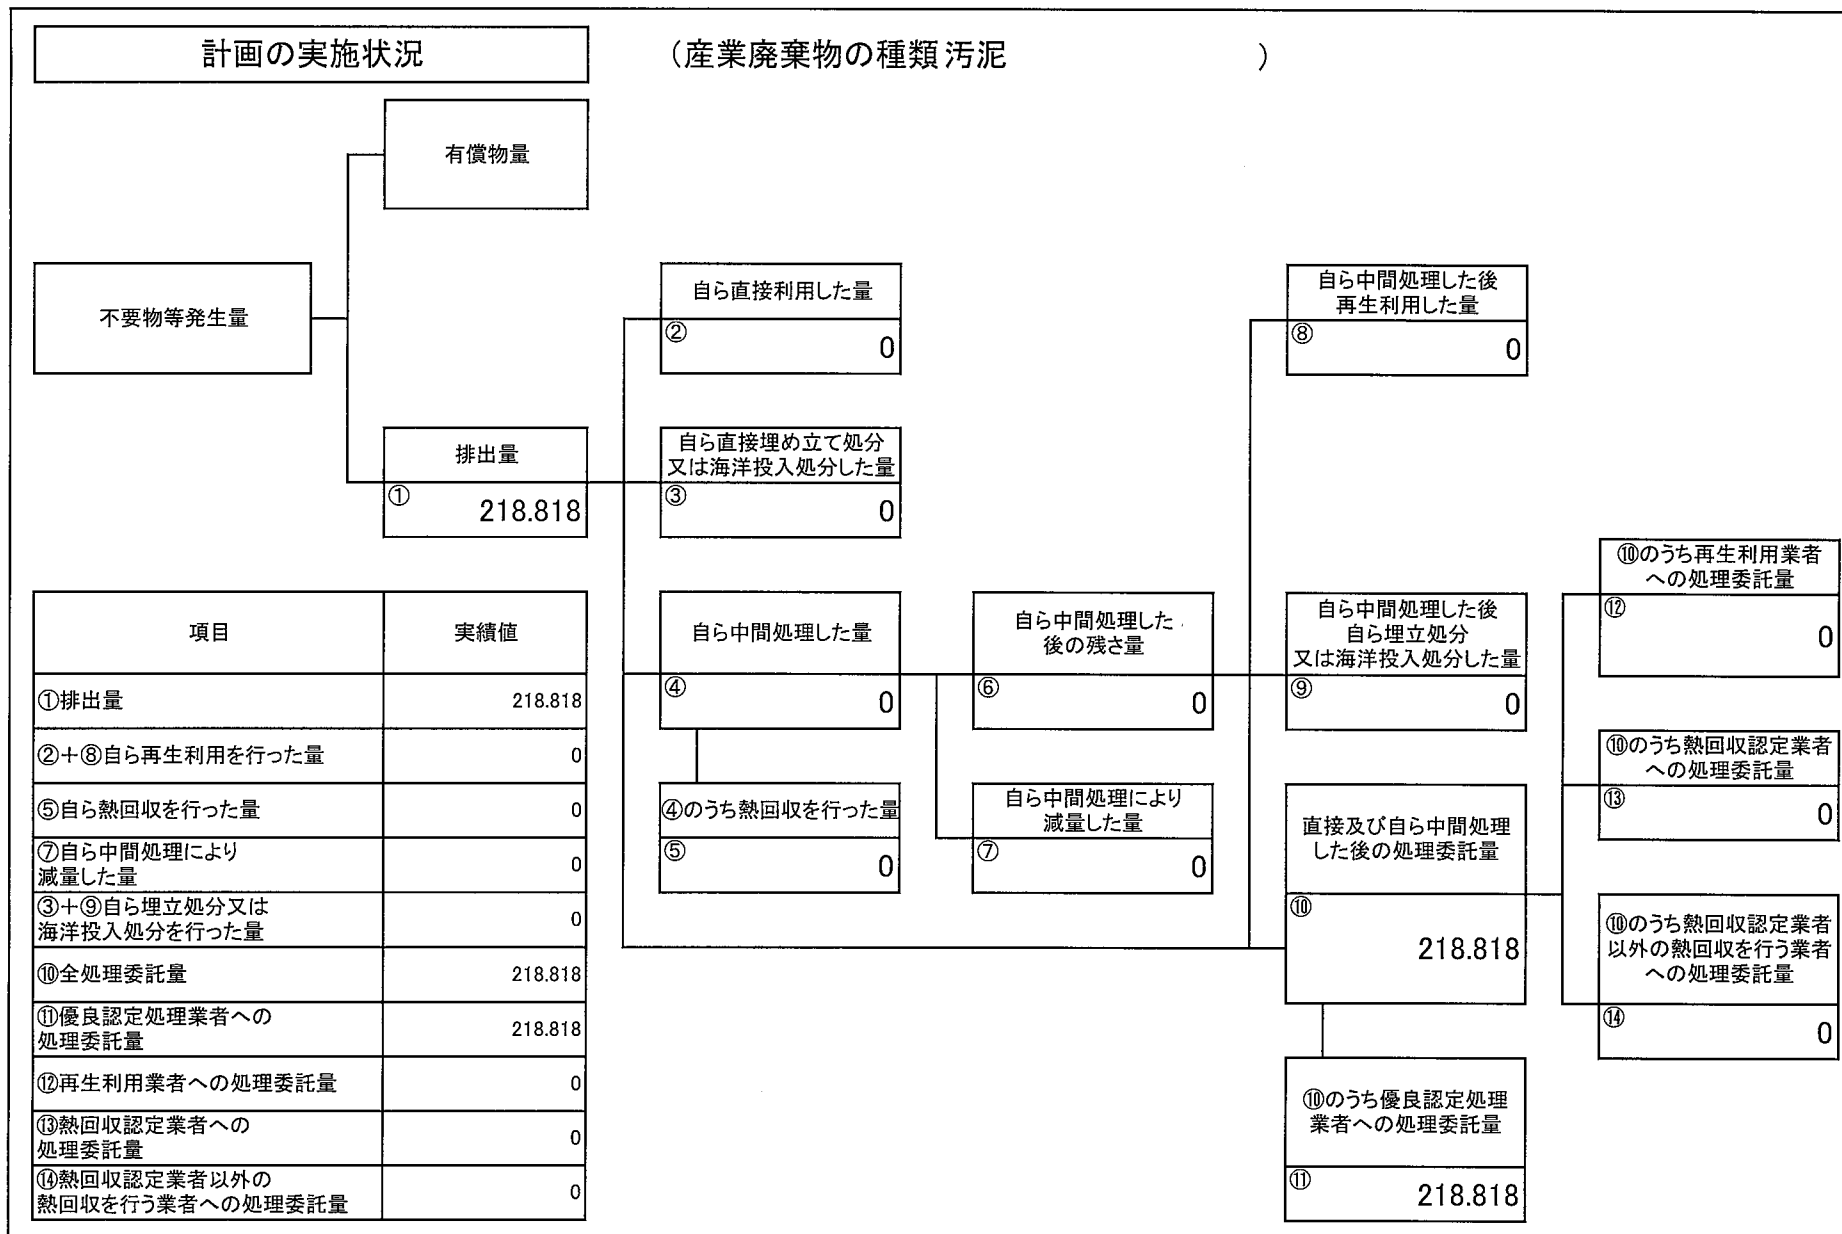 計画の実施状況
（産業廃棄物の種類 汚泥 ）
有償物量
不要物等発生量
排出量
① 218.818
自ら直接利用した量
② 0
自ら直接埋め立て処分
又は海洋投入処分した量
③ 0
自ら中間処理した量
④ 0
④のうち熱回収を行った量
⑤ 0
自ら中間処理した
後の残さ量
⑥ 0
自ら中間処理により
減量した量
⑦ 0
自ら中間処理した後
再生利用した量
⑧ 0
自ら中間処理した後
自ら埋立処分
又は海洋投入処分した量
⑨ 0
直接及び自ら中間処理
した後の処理委託量
⑩
218.818
⑩のうち優良認定処理
業者への処理委託量
⑪ 218.818
⑩のうち再生利用業者
への処理委託量
⑫
0
⑩のうち熱回収認定業者
への処理委託量
⑬ 0
⑩のうち熱回収認定業者
以外の熱回収を行う業者
への処理委託量
⑭ 0
項目 実績値
①排出量 218.818
②＋⑧自ら再生利用を行った量 0
⑤自ら熱回収を行った量 0
⑦自ら中間処理により
減量した量 0
③＋⑨自ら埋立処分又は
海洋投入処分を行った量 0
⑩全処理委託量 218.818
⑪優良認定処理業者への
処理委託量 218.818
⑫再生利用業者への処理委託量 0
⑬熱回収認定業者への
処理委託量 0
⑭熱回収認定業者以外の
熱回収を行う業者への処理委託量 0